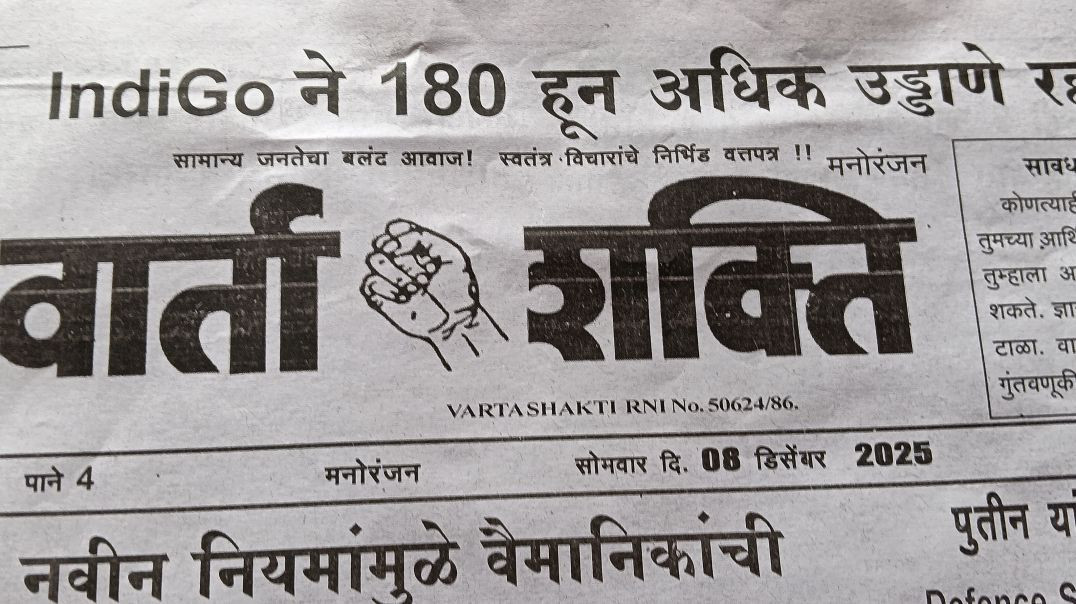 IndiGo ने 180 हून अधिक उड्डाणे
सामान्य जनतेचा बलंट आवाज! स्वतंत्र विचारांचे निर्भिड वत्तपत्र !!
मनोरंजन
वार्ता शक्ति
VARTASHAKTI RNI No. 50624/86.
सावध
कोणत्याही
तुमच्या आर्थि
तुम्हाला अ
शकते. ज्ञा
टाळा. वा
गुंतवणूकी
पाने 4 मनोरंजन सोमवार दि. 08 डिसेंबर 2025
नवीन नियमांमुळे वैमानिकांची
पुतीन यां
Defence S